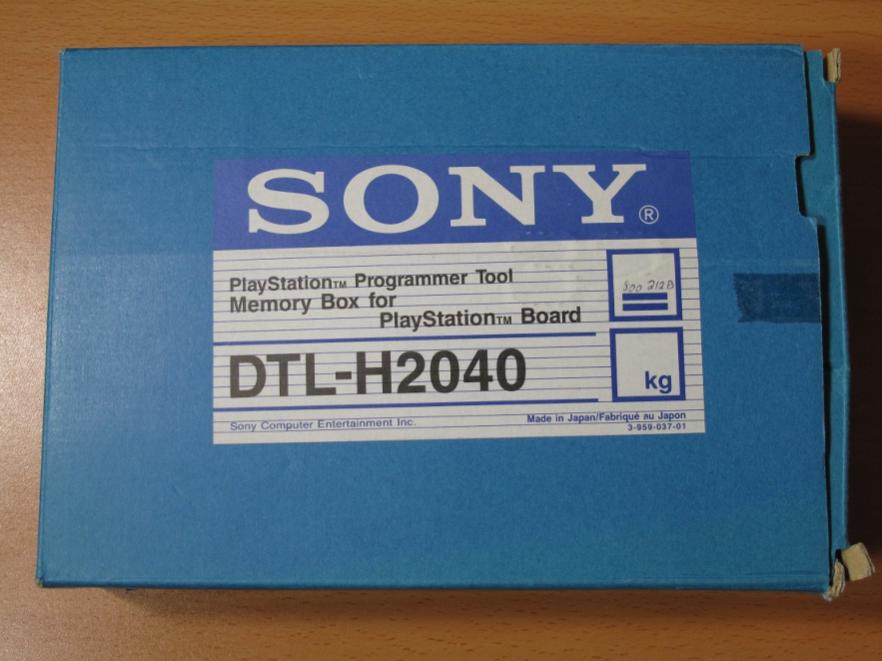 SONY®
PlayStation™ Programmer Tool
Memory Box for
PlayStation™ Board
DTL-H2040
kg
Sony Computer Entertainment Inc.
Made in Japan/Fabriqué au Japon
3-959-037-01